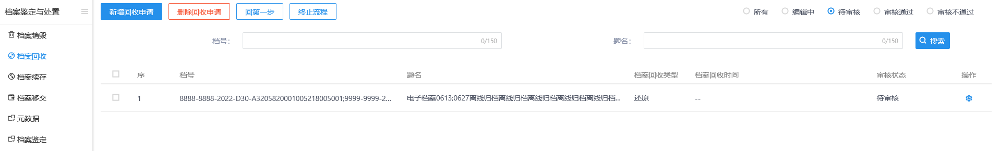 档案鉴定与处置
档案销毁
档案回收
档案续存
档案移交
元数据
档案鉴定
新增回收申请 删除回收申请 回第一步 终止流程 所有 编辑中 待审核 审核通过 审核不通过
档号： 0/150 题名： 0/150 搜索
序 档号 题名 档案回收类型 档案回收时间 审核状态 操作
1 8888-8888-2022-D30-A3205820001005218005001;9999-9999-2... 电子档案0613;0627离线归档离线归档离线归档离线归档离线归档... 还原 -- 待审核